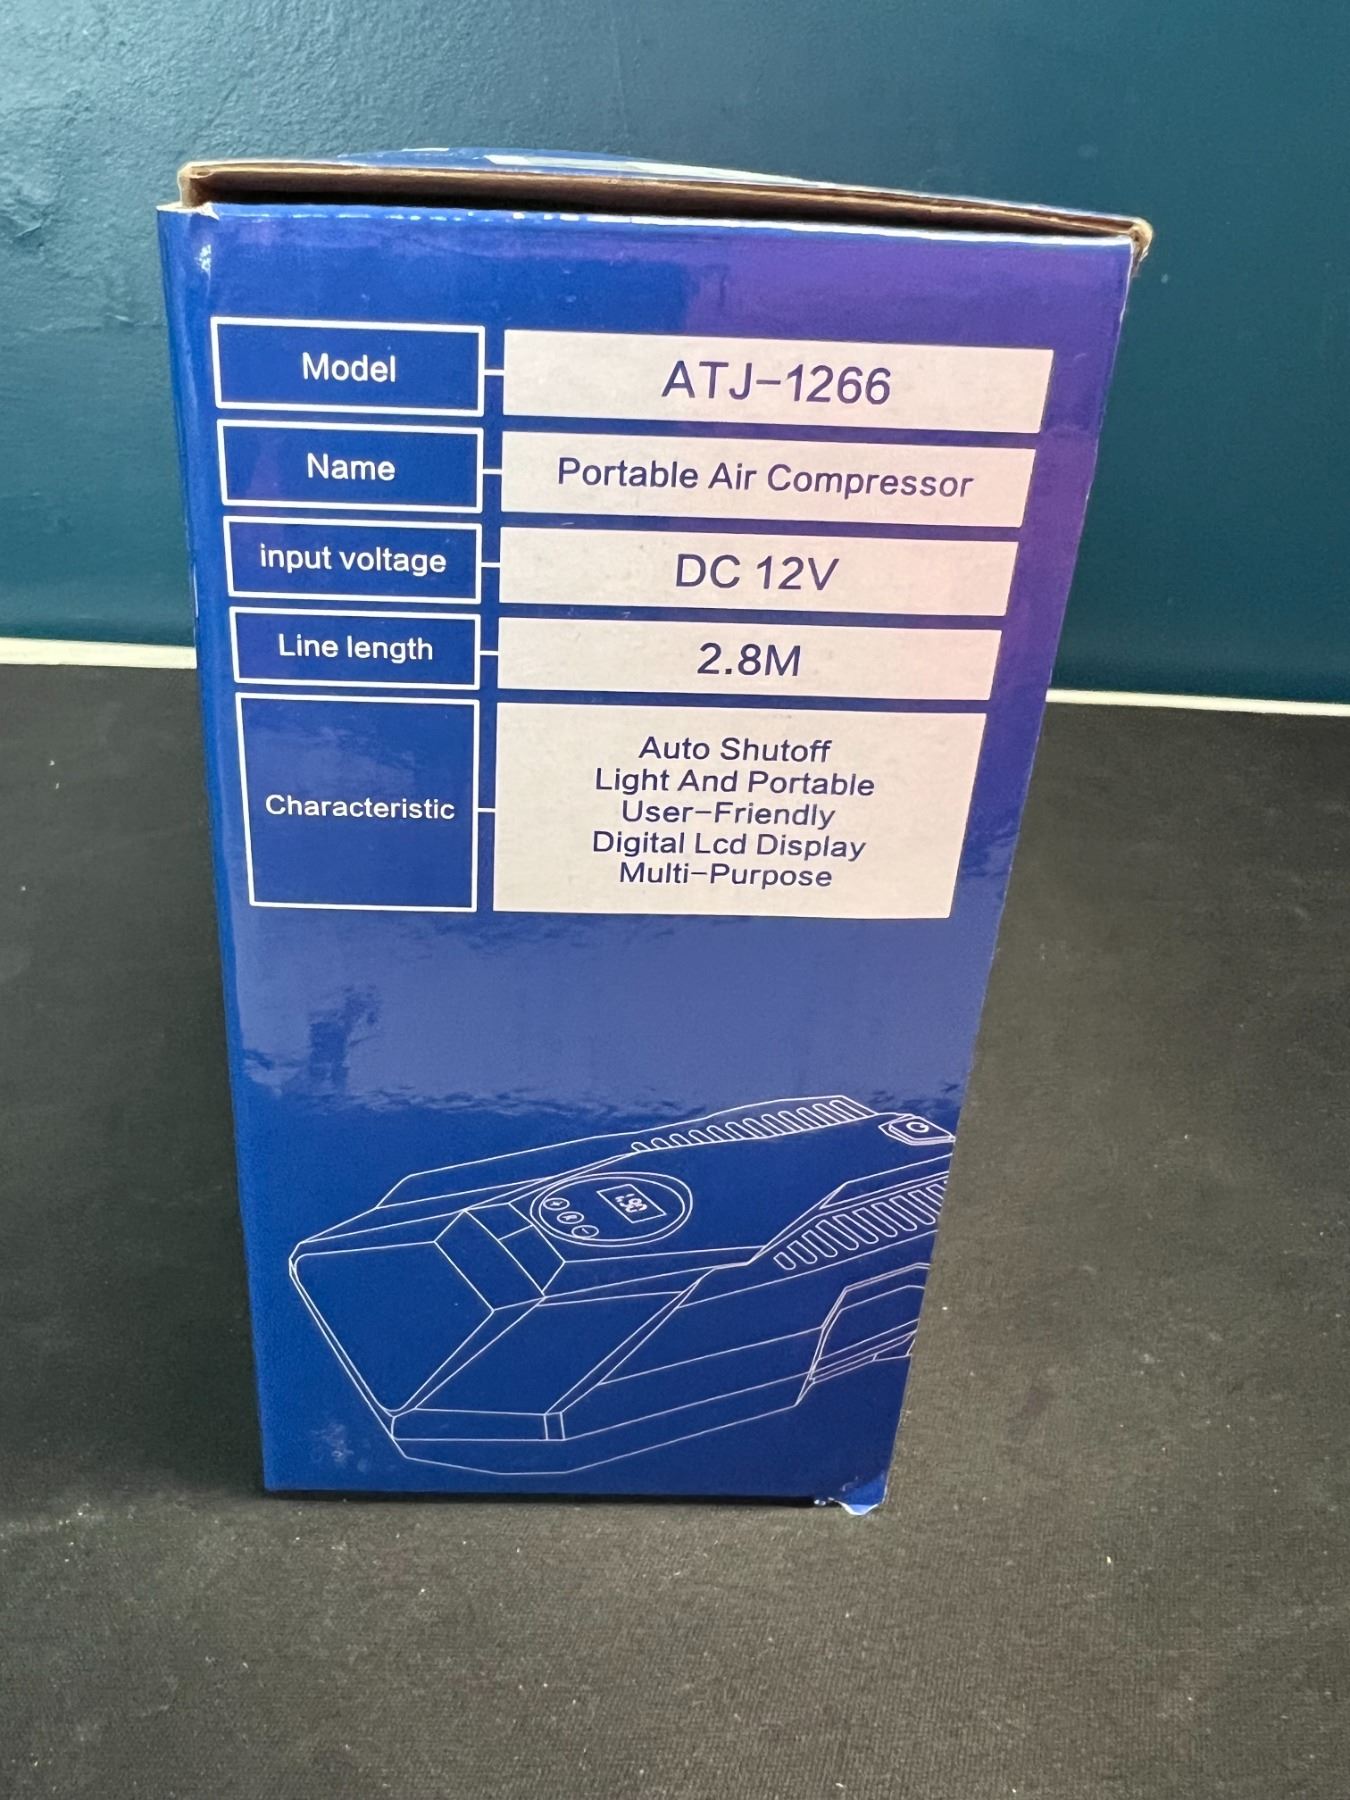 Model
ATJ-1266
Name
Portable Air Compressor
input voltage
DC 12V
Line length
2.8M
Characteristic
Auto Shutoff
Light And Portable
User-Friendly
Digital Lcd Display
Multi-Purpose